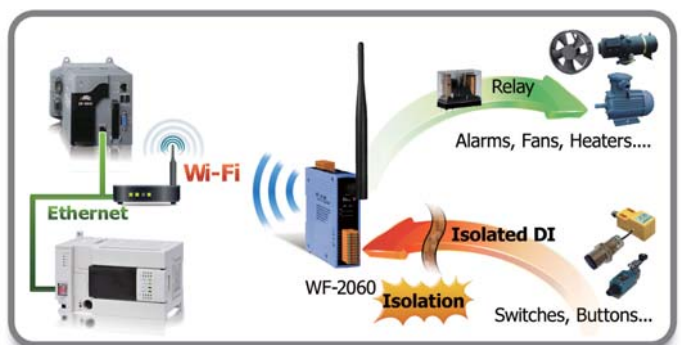 Wi-Fi
Ethernet
WF-2060
Relay
Alarms, Fans, Heaters....
Isolated DI
Isolation
Switches, Buttons...